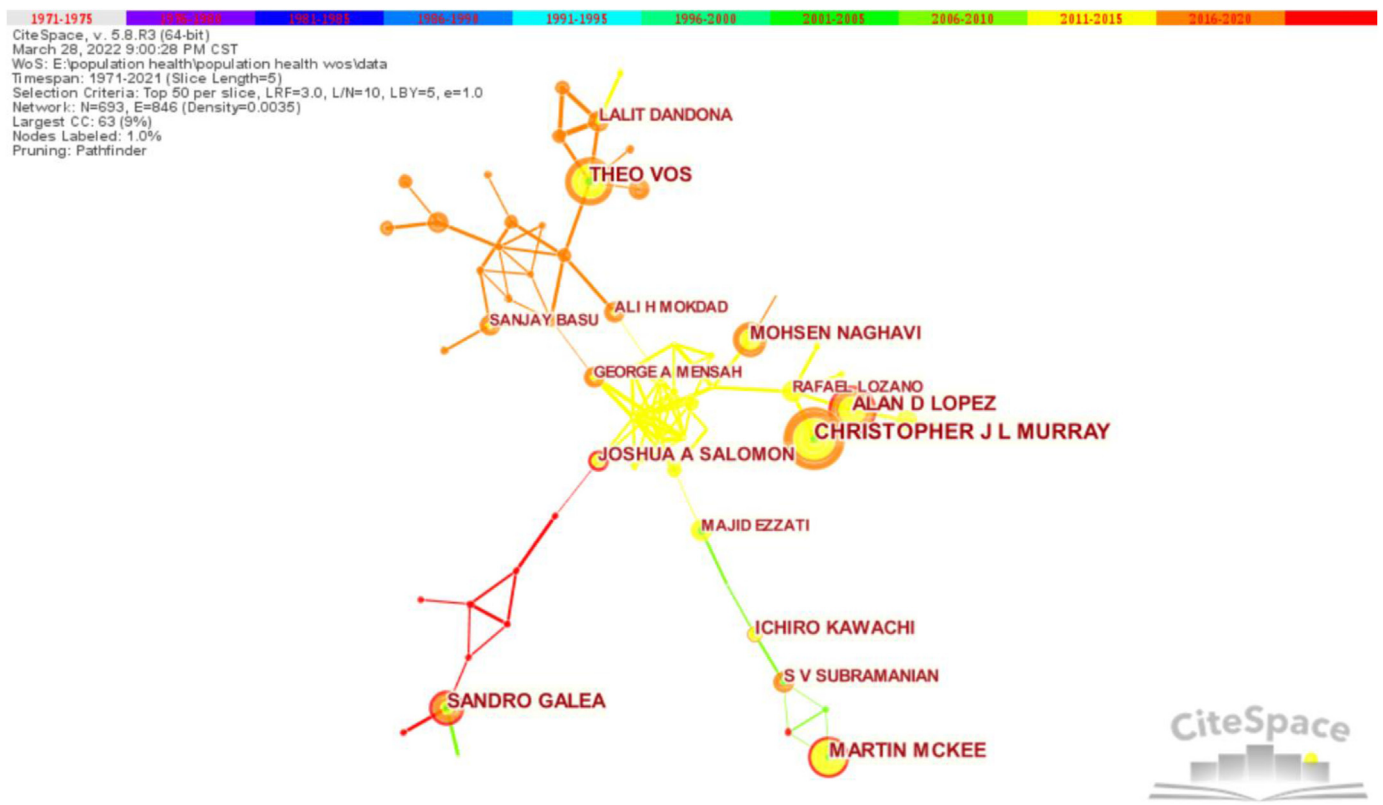 1971-1975 1976-1980 1981-1985 1986-1990 1991-1995 1996-2000 2001-2005 2006-2010 2011-2015 2016-2020
CiteSpace, v. 5.8.R3 (64-bit)
March 28, 2022 9:00:28 PM CST
WoS: E:\population health\population health wos\data
Timespan: 1971-2021 (Slice Length=5)
Selection Criteria: Top 50 per slice, LRF=3.0, L/N=10, LBY=5, e=1.0
Network: N=693, E=846 (Density=0.0035)
Largest CC: 63 (9%)
Nodes Labeled: 1.0%
Pruning: Pathfinder
LALIT DANDONA
THEO VOS
ALI H MOKDAD
SANJAY BASU
MOHSEN NAGHAVI
GEORGE A MENSAH
RAFAEL LOZANO
ALAN D LOPEZ
CHRISTOPHER J L MURRAY
JOSHUA A SALOMON
MAJID EZZATI
ICHIRO KAWACHI
S V SUBRAMANIAN
SANDRO GALEA
MARTIN MCKEE
CiteSpace